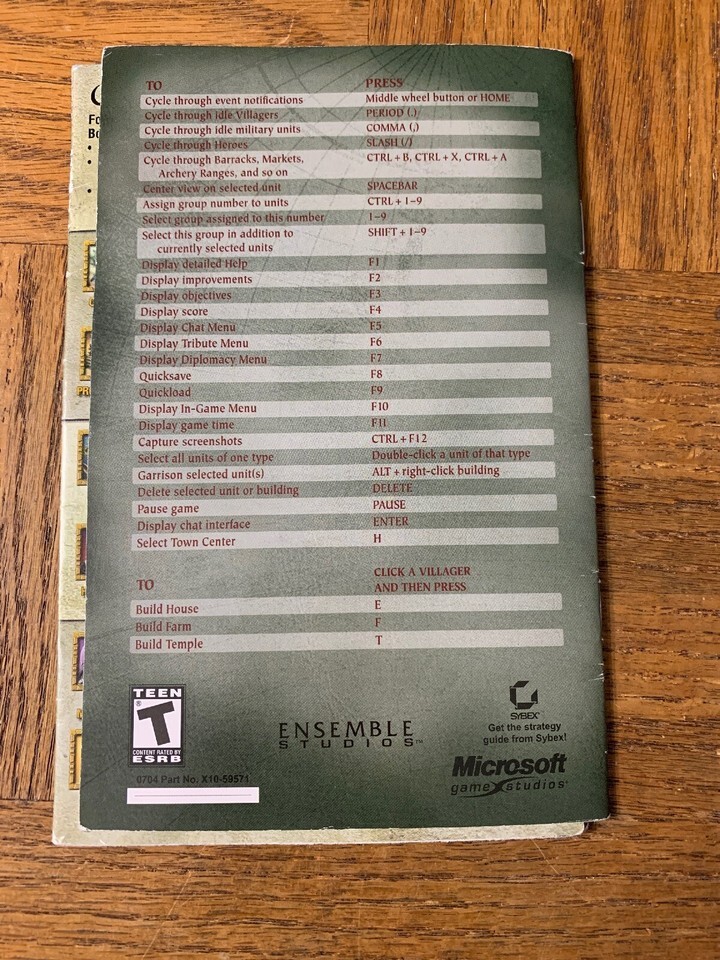 TO PRESS
Cycle through event notifications Middle wheel button or HOME
Cycle through idle Villagers PERIOD (.)
Cycle through idle military units COMMA (,)
Cycle through Heroes SLASH (/)
Cycle through Barracks, Markets, CTRL + B, CTRL + X, CTRL + A
Archery Ranges, and so on
Center view on selected unit SPACEBAR
Assign group number to units CTRL + 1–9
Select group assigned to this number 1–9
Select this group in addition to SHIFT + 1–9
currently selected units
Display detailed Help F1
Display improvements F2
Display objectives F3
Display score F4
Display Chat Menu F5
Display Tribute Menu F6
Display Diplomacy Menu F7
Quicksave F8
Quickload F9
Display In-Game Menu F10
Display game time F11
Capture screenshots CTRL + F12
Select all units of one type Double-click a unit of that type
Garrison selected unit(s) ALT + right-click building
Delete selected unit or building DELETE
Pause game PAUSE
Display chat interface ENTER
Select Town Center H
CLICK A VILLAGER
TO AND THEN PRESS
Build House E
Build Farm F
Build Temple T
TEEN
T
®
CONTENT RATED BY
ESRB
ENSEMBLE
STUDIOS™
SYBEX®
Get the strategy
guide from Sybex!
Microsoft
game studios®
0704 Part No. X10-59571